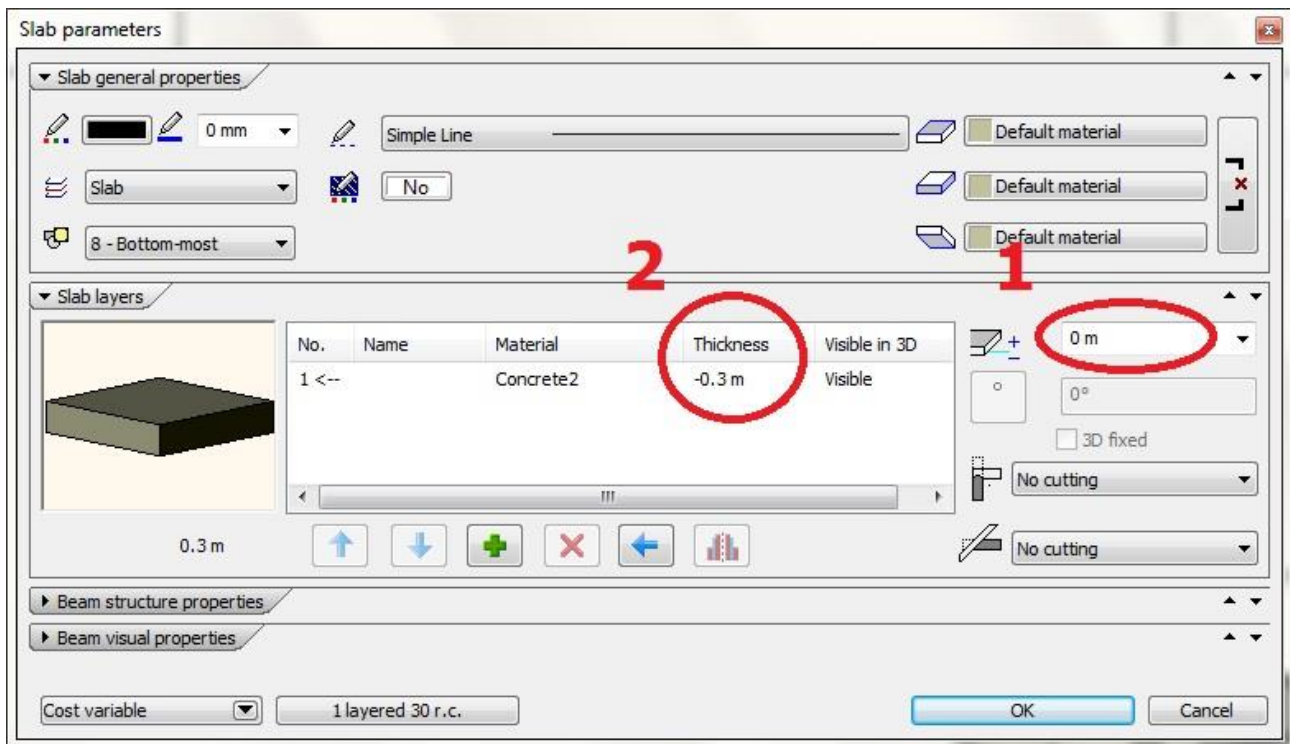 Slab parameters
Slab general properties
0 mm
Simple Line
Default material
Slab
No
Default material
8 - Bottom-most
Default material
2
1
Slab layers
No. Name Material Thickness Visible in 3D
1 <-- Concrete2 -0.3 m Visible
0 m
0°
3D fixed
No cutting
0.3 m
No cutting
Beam structure properties
Beam visual properties
Cost variable
1 layered 30 r.c.
OK
Cancel